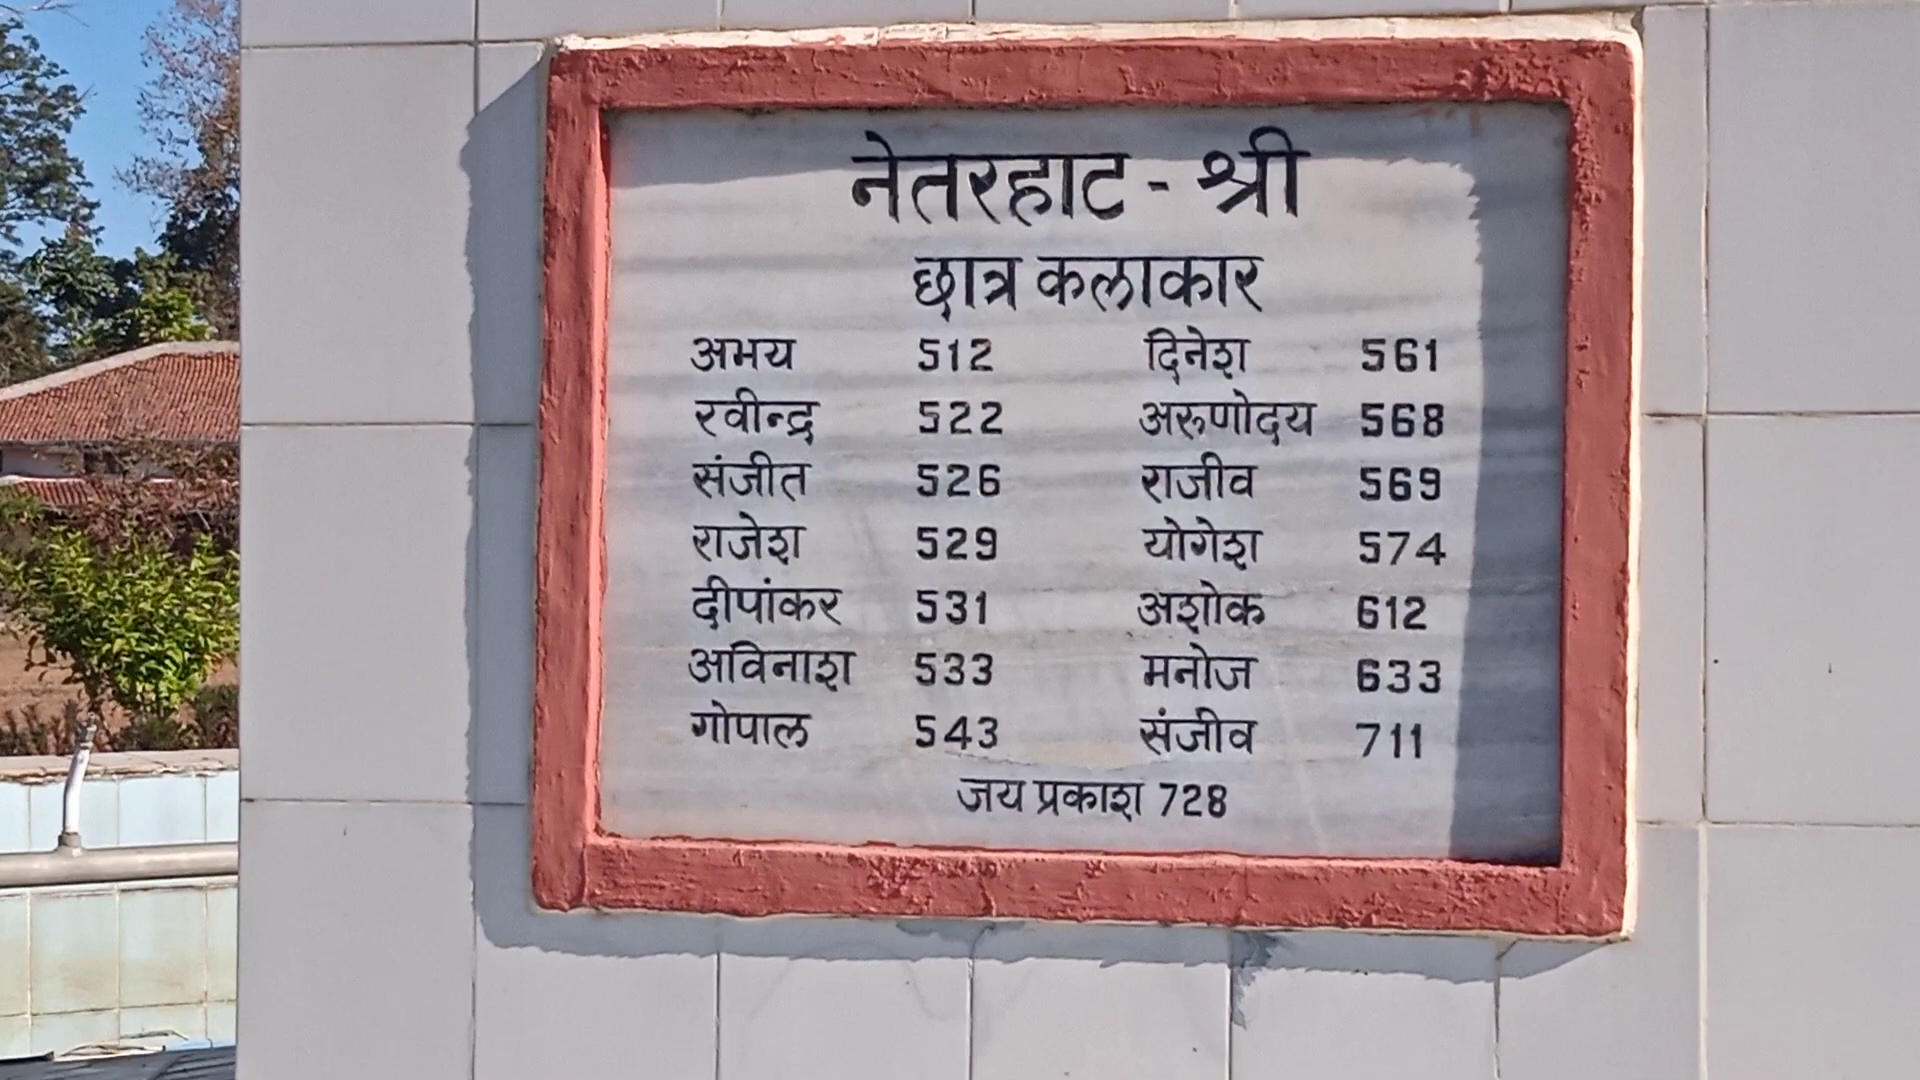 नेतरहाट - श्री
छात्र कलाकार
अभय 512 दिनेश 561
रवीन्द्र 522 अरुणोदय 568
संजीत 526 राजीव 569
राजेश 529 योगेश 574
दीपांकर 531 अशोक 612
अविनाश 533 मनोज 633
गोपाल 543 संजीव 711
जय प्रकाश 728